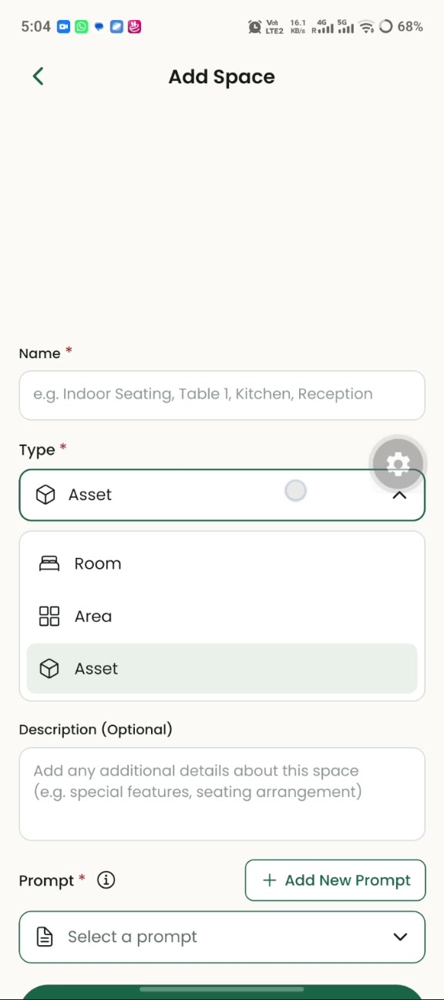 5:04
Vo) LTE2 16.1 KB/s R 4G 5G 68%
Add Space
Name *
e.g. Indoor Seating, Table 1, Kitchen, Reception
Type *
Asset
Room
Area
Asset
Description (Optional)
Add any additional details about this space
(e.g. special features, seating arrangement)
Prompt *
+ Add New Prompt
Select a prompt